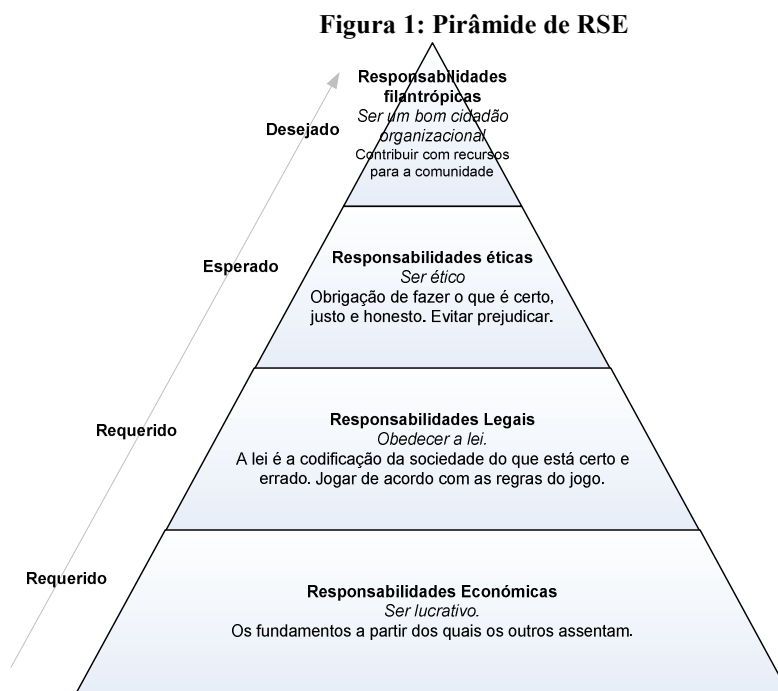 Figura 1: Pirâmide de RSE
Responsabilidades
filantrópicas
Ser um bom cidadão
organizacional
Contribuir com recursos
para a comunidade
Desejado
Responsabilidades éticas
Ser ético
Obrigação de fazer o que é certo,
justo e honesto. Evitar prejudicar.
Esperado
Responsabilidades Legais
Obedecer a lei.
A lei é a codificação da sociedade do que está certo e
errado. Jogar de acordo com as regras do jogo.
Requerido
Responsabilidades Económicas
Ser lucrativo.
Os fundamentos a partir dos quais os outros assentam.
Requerido